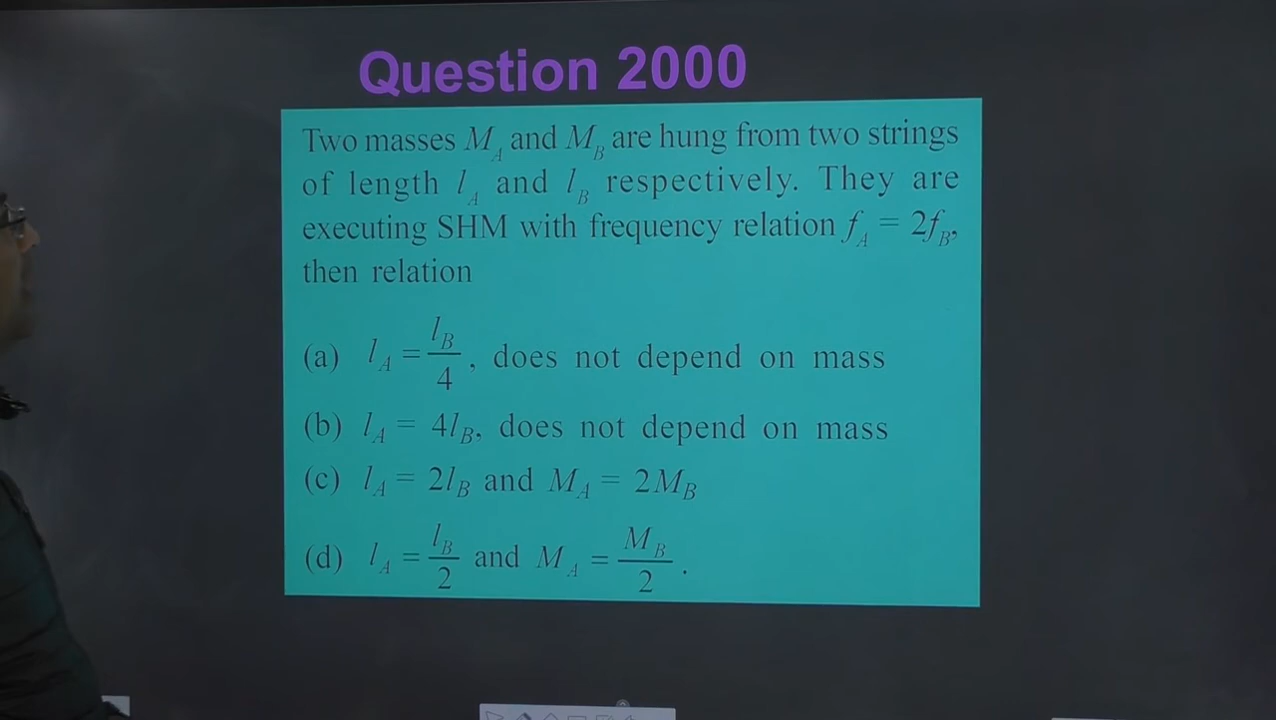 Question 2000
Two masses M_A and M_B are hung from two strings
of length l_A and l_B respectively. They are
executing SHM with frequency relation f_A = 2f_B,
then relation
(a) l_A = l_B/4, does not depend on mass
(b) l_A = 4l_B, does not depend on mass
(c) l_A = 2l_B and M_A = 2M_B
(d) l_A = l_B/2 and M_A = M_B/2.